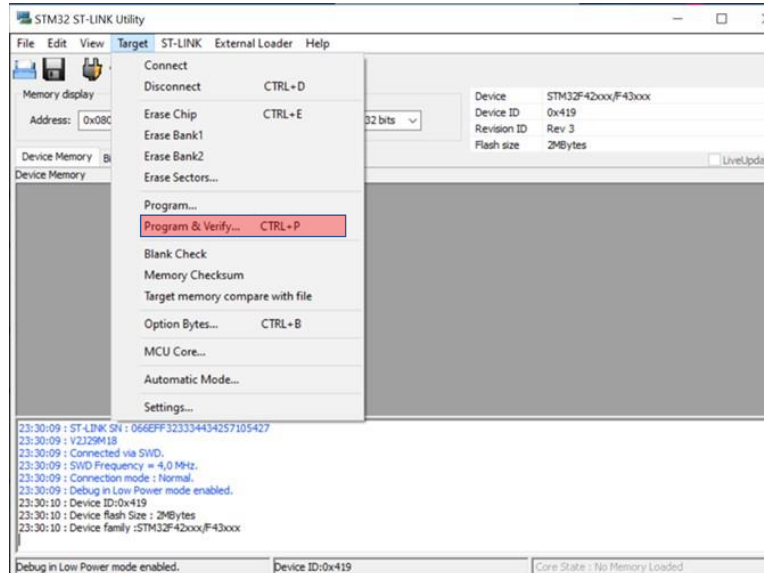 STM32 ST-LINK Utility
File Edit View Target ST-LINK External Loader Help
Connect
Disconnect CTRL+D
Erase Chip CTRL+E
Erase Bank1
Erase Bank2
Erase Sectors...
Program...
Program & Verify... CTRL+P
Blank Check
Memory Checksum
Target memory compare with file
Option Bytes... CTRL+B
MCU Core...
Automatic Mode...
Settings...
Memory display
Address: 0x080
32 bits
Device STM32F42xxx/F43xxx
Device ID 0x419
Revision ID Rev 3
Flash size 2MBytes
Device Memory
LiveUpda
Device Memory
23:30:09 : ST-LINK SN : 066EFF323334434257105427
23:30:09 : V2J29M18
23:30:09 : Connected via SWD.
23:30:09 : SWD Frequency = 4,0 MHz.
23:30:09 : Connection mode : Normal.
23:30:09 : Debug in Low Power mode enabled.
23:30:10 : Device ID:0x419
23:30:10 : Device flash Size : 2MBytes
23:30:10 : Device family :STM32F42xxx/F43xxx
Debug in Low Power mode enabled.
Device ID:0x419
Core State : No Memory Loaded